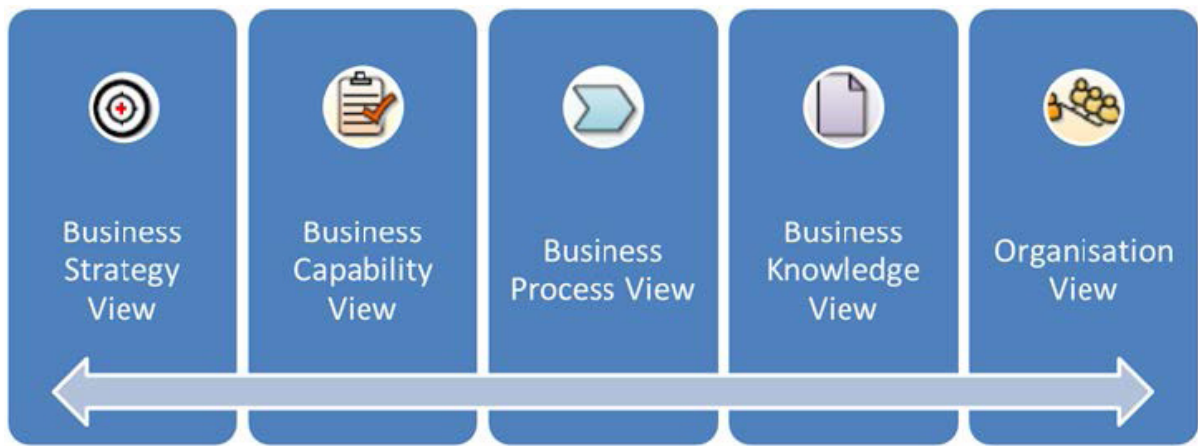 Business
Strategy
View
Business
Capability
View
Business
Process View
Business
Knowledge
View
Organisation
View